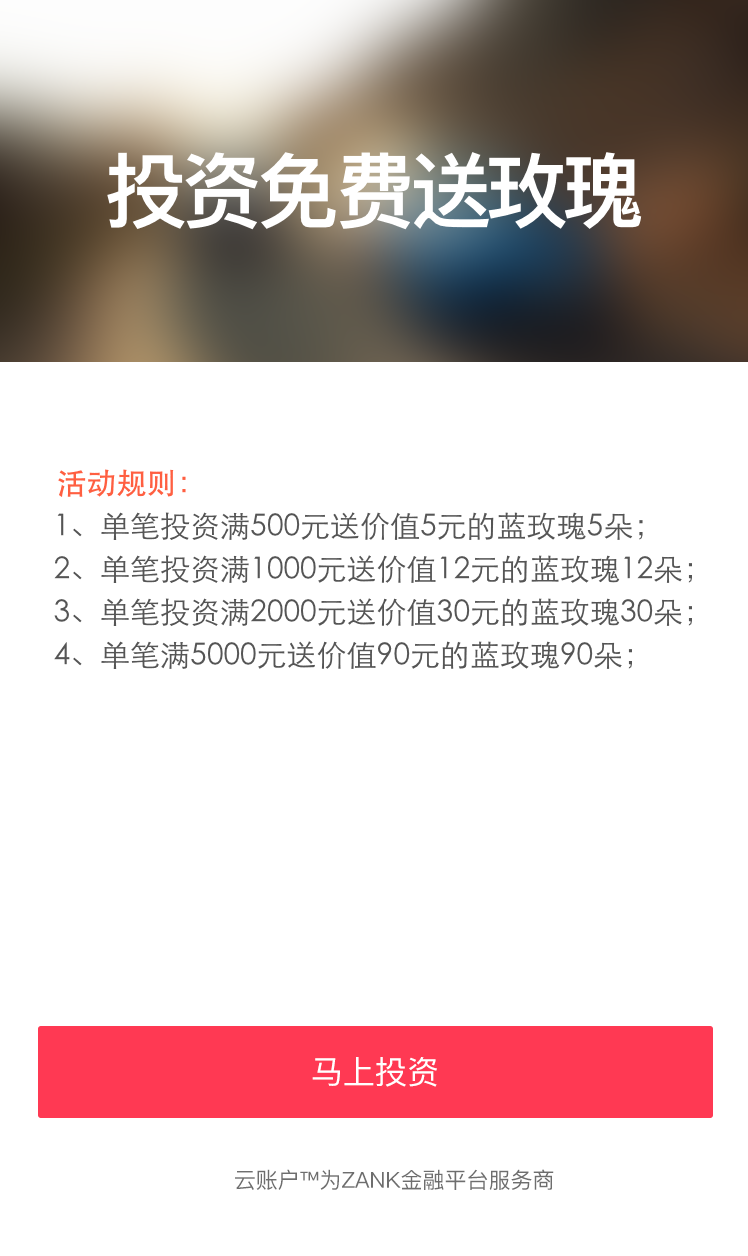 投资免费送玫瑰
活动规则：
1、单笔投资满500元送价值5元的蓝玫瑰5朵；
2、单笔投资满1000元送价值12元的蓝玫瑰12朵；
3、单笔投资满2000元送价值30元的蓝玫瑰30朵；
4、单笔满5000元送价值90元的蓝玫瑰90朵；
马上投资
云账户™为ZANK金融平台服务商